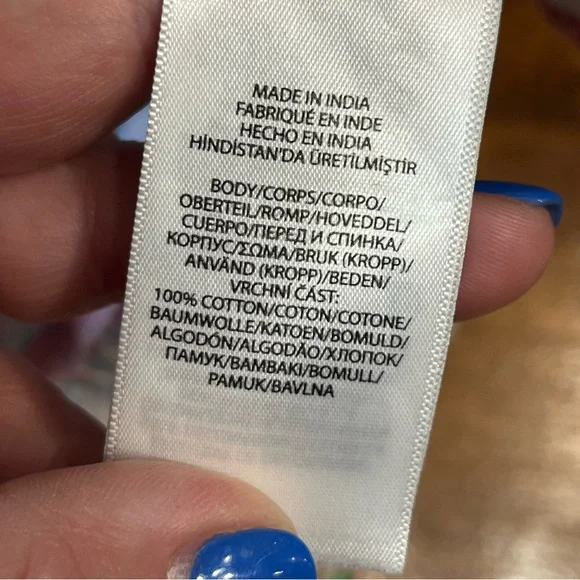 MADE IN INDIA
FABRIQUÉ EN INDE
HECHO EN INDIA
HİNDİSTAN'DA ÜRETİLMİŞTİR
BODY/CORPS/CORPO/
OBERTEIL/ROMP/HOVEDDEL/
CUERPO/ПЕРЕД И СПИНКА/
КОРПУС/ΣΩΜΑ/BRUK (KROPP)/
ANVÄND (KROPP)/BEDEN/
VRCHNÍ ČÁST:
100% COTTON/COTON/COTONE/
BAUMWOLLE/KATOEN/BOMULD/
ALGODÓN/ALGODÃO/ХЛОПОК/
ПАМУК/ΒΑΜΒΑΚΙ/BOMULL/
PAMUK/BAVLNA